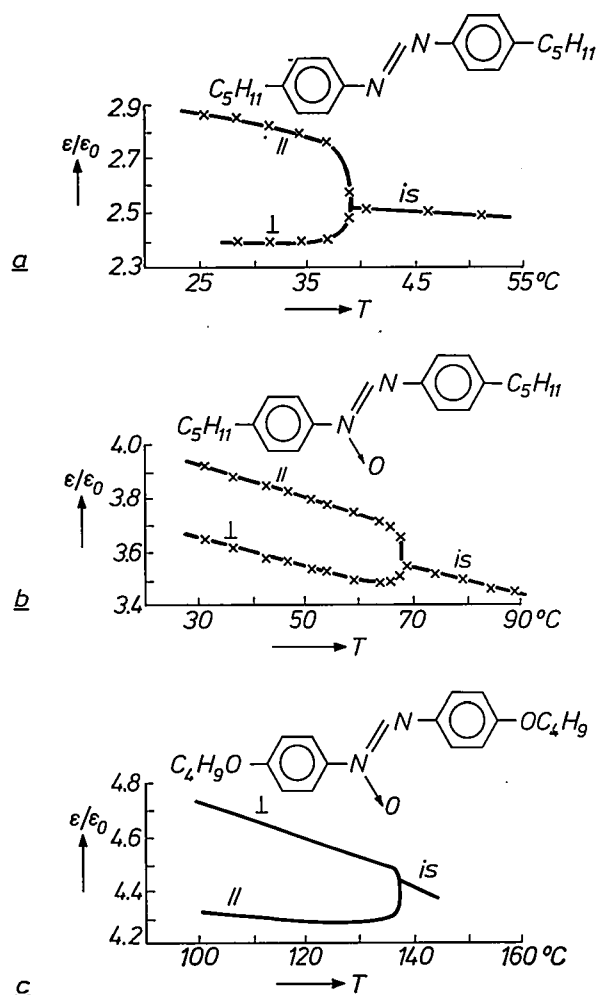 N
C5H11
C5H11
N
2.9
ε/ε0
2.7
//
is
2.5
⊥
2.3
a
25 35 45 55 °C
T
N
C5H11
C5H11
N
O
4.0
ε/ε0
//
3.8
⊥
3.6
is
3.4
b
30 50 70 90 °C
T
N
OC4H9
C4H9O
N
O
4.8
⊥
ε/ε0
4.6
is
4.4
//
4.2
100 120 140 160 °C
c
T